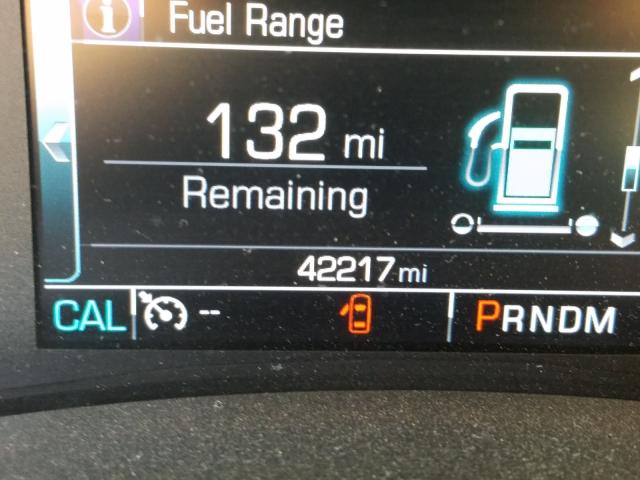 Fuel Range
132 mi
Remaining
42217 mi
CAL -- PRNDM